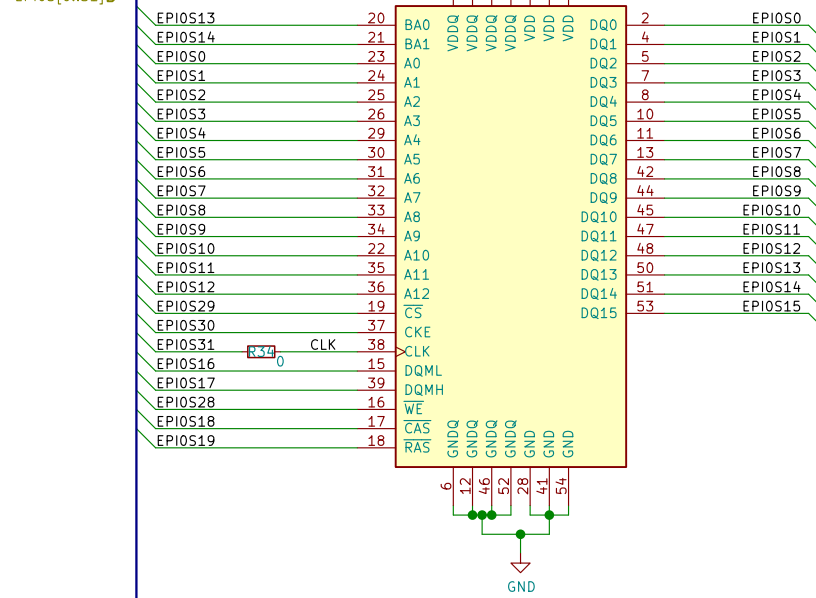 EPI0S13 20 BA0 VDDQ VDDQ VDDQ VDDQ VDD VDD VDD DQ0 2 EPI0S0
EPI0S14 21 BA1 DQ1 4 EPI0S1
EPI0S0 23 A0 DQ2 5 EPI0S2
EPI0S1 24 A1 DQ3 7 EPI0S3
EPI0S2 25 A2 DQ4 8 EPI0S4
EPI0S3 26 A3 DQ5 10 EPI0S5
EPI0S4 29 A4 DQ6 11 EPI0S6
EPI0S5 30 A5 DQ7 13 EPI0S7
EPI0S6 31 A6 DQ8 42 EPI0S8
EPI0S7 32 A7 DQ9 44 EPI0S9
EPI0S8 33 A8 DQ10 45 EPI0S10
EPI0S9 34 A9 DQ11 47 EPI0S11
EPI0S10 22 A10 DQ12 48 EPI0S12
EPI0S11 35 A11 DQ13 50 EPI0S13
EPI0S12 36 A12 DQ14 51 EPI0S14
EPI0S29 19 CS DQ15 53 EPI0S15
EPI0S30 37 CKE
EPI0S31 R34 0 CLK 38 CLK
EPI0S16 15 DQML
EPI0S17 39 DQMH
EPI0S28 16 WE
EPI0S18 17 CAS
EPI0S19 18 RAS
GNDQ GNDQ GNDQ GNDQ GND GND GND
6 12 46 52 28 41 54
GND